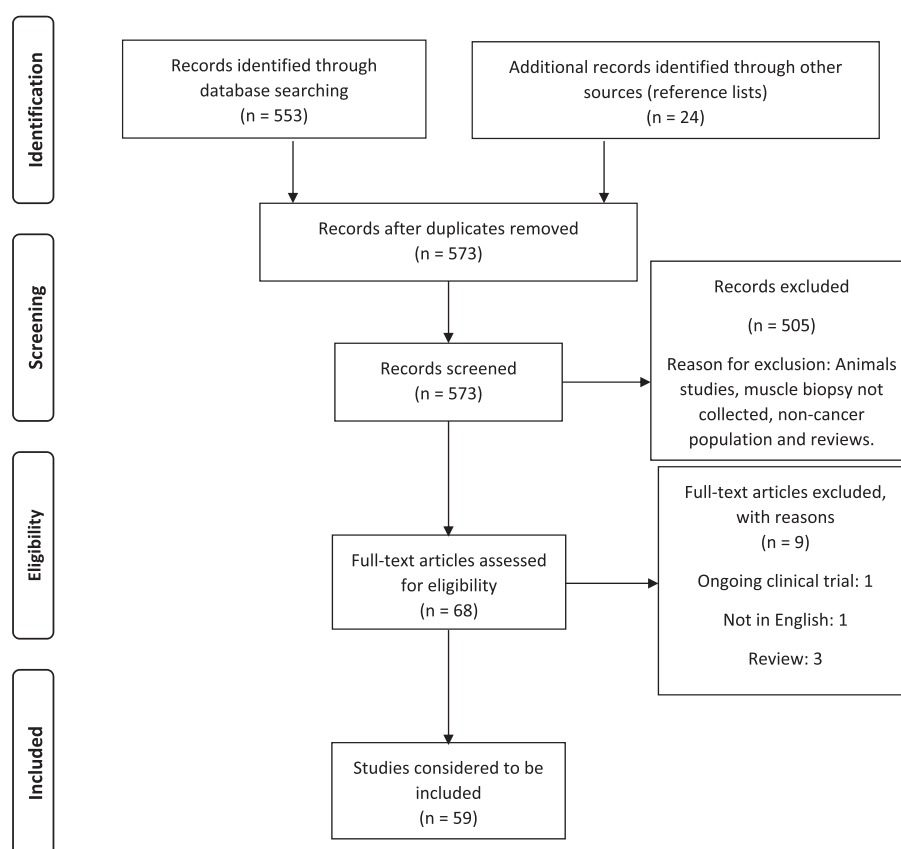 Identification
Records identified through
database searching
(n = 553)
Additional records identified through other
sources (reference lists)
(n = 24)
Records after duplicates removed
(n = 573)
Screening
Records screened
(n = 573)
Records excluded
(n = 505)
Reason for exclusion: Animals
studies, muscle biopsy not
collected, non-cancer
population and reviews.
Eligibility
Full-text articles assessed
for eligibility
(n = 68)
Full-text articles excluded,
with reasons
(n = 9)
Ongoing clinical trial: 1
Not in English: 1
Review: 3
Included
Studies considered to be
included
(n = 59)